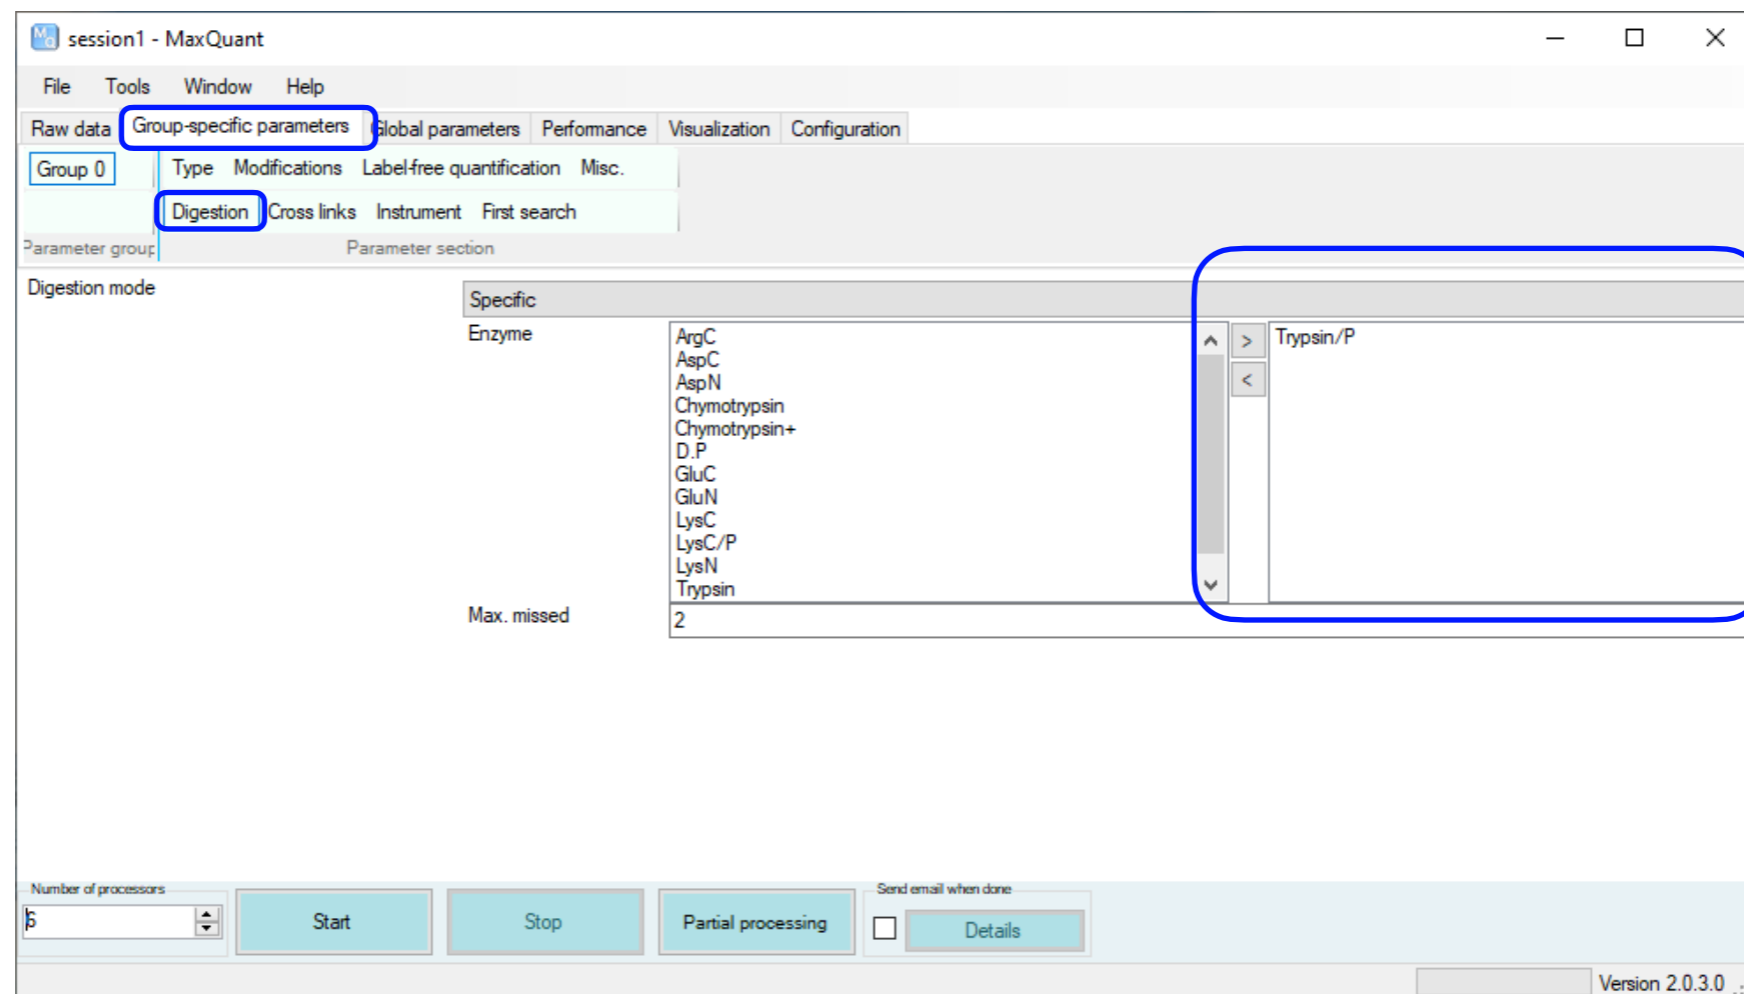 session1 - MaxQuant
File Tools Window Help
Raw data Group-specific parameters Global parameters Performance Visualization Configuration
Group 0 Type Modifications Label-free quantification Misc.
Digestion Cross links Instrument First search
Parameter group Parameter section
Digestion mode
Specific
Enzyme
ArgC
AspC
AspN
Chymotrypsin
Chymotrypsin+
D.P
GluC
GluN
LysC
LysC/P
LysN
Trypsin
>
<
Trypsin/P
Max. missed 2
Number of processors
6
Start
Stop
Partial processing
Send email when done
Details
Version 2.0.3.0